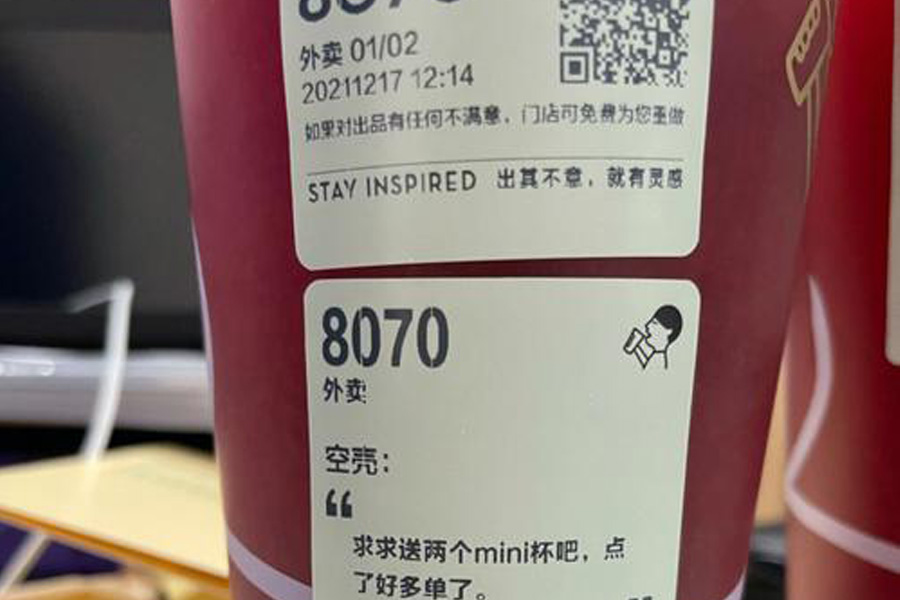 8070
外卖 01/02
20211217 12:14
如果对出品有任何不满意，门店可免费为您重做
STAY INSPIRED 出其不意，就有灵感
8070
外卖
空壳：
“
求求送两个mini杯吧，点
了好多单了。
”